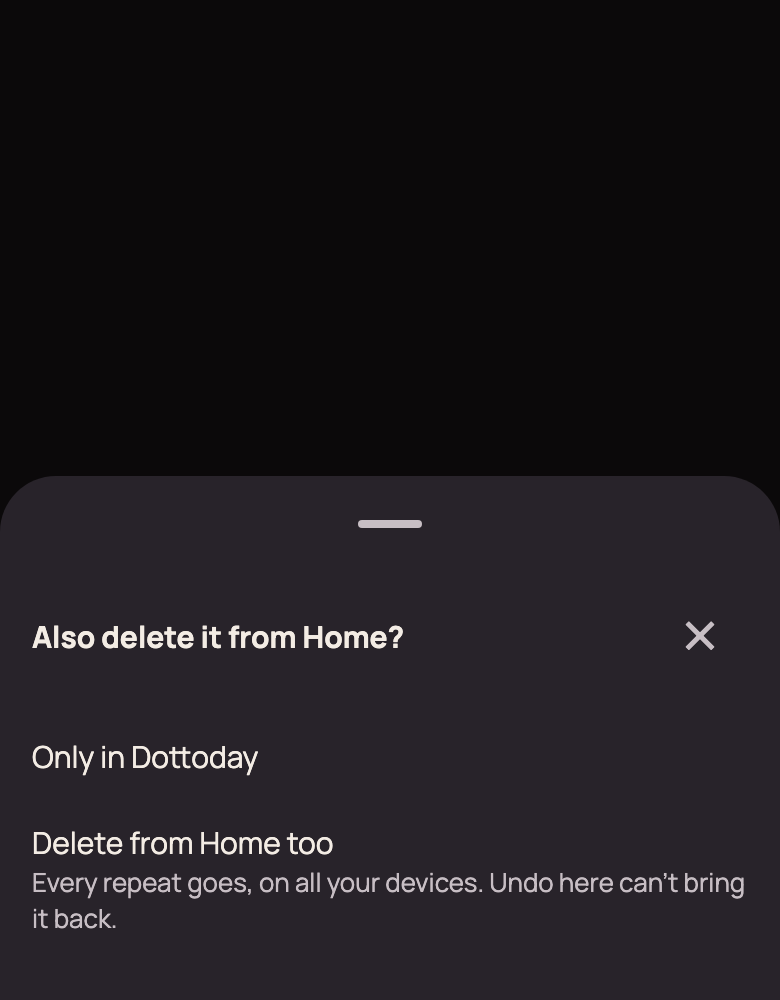 Also delete it from Home?
Only in Dottoday
Delete from Home too
Every repeat goes, on all your devices. Undo here can’t bring
it back.